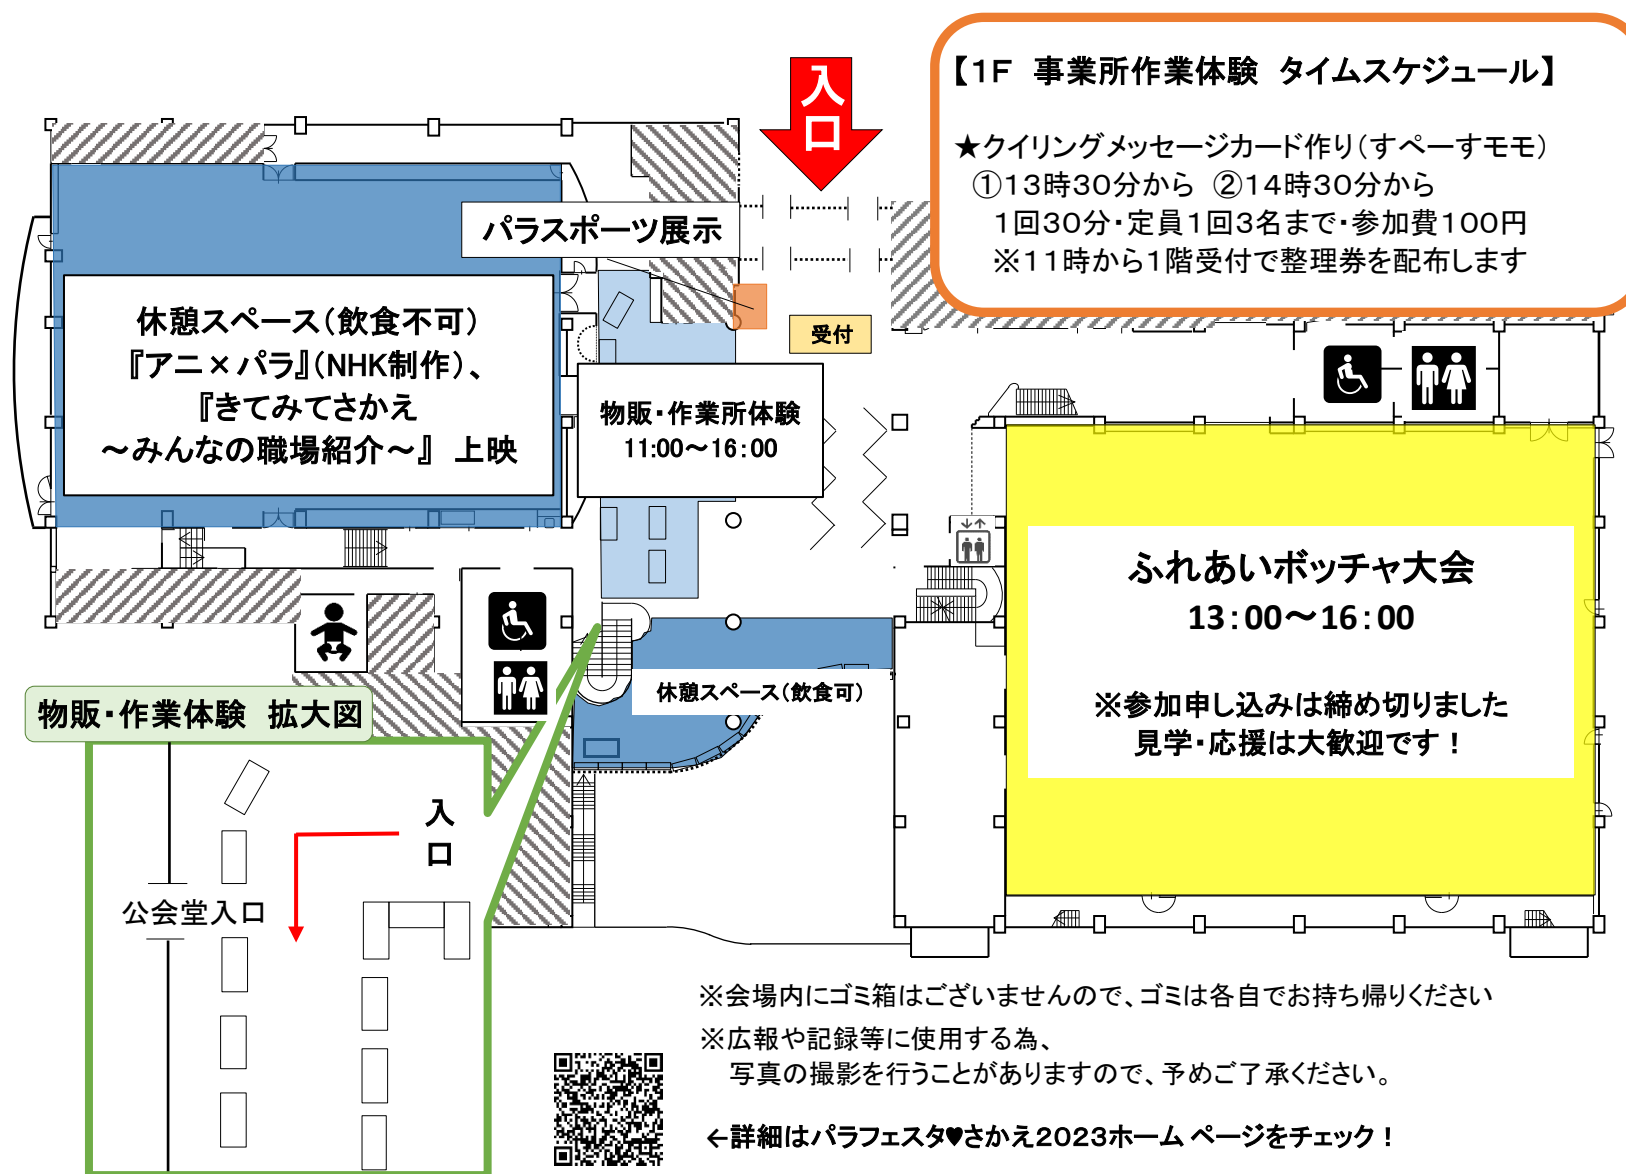 入
口
【1F 事業所作業体験 タイムスケジュール】
★クイリングメッセージカード作り(すぺーすモモ)
①13時30分から ②14時30分から
1回30分・定員1回3名まで・参加費100円
※11時から1階受付で整理券を配布します
パラスポーツ展示
受付
休憩スペース(飲食不可)
『アニ×パラ』(NHK制作)、
『きてみてさかえ
～みんなの職場紹介～』 上映
物販・作業所体験
11:00～16:00
ふれあいボッチャ大会
13:00～16:00
※参加申し込みは締め切りました
見学・応援は大歓迎です!
休憩スペース(飲食可)
物販・作業体験 拡大図
入
口
公会堂入口
※会場内にゴミ箱はございませんので、ゴミは各自でお持ち帰りください
※広報や記録等に使用する為、
写真の撮影を行うことがありますので、予めご了承ください。
←詳細はパラフェスタ♥さかえ2023ホームページをチェック!